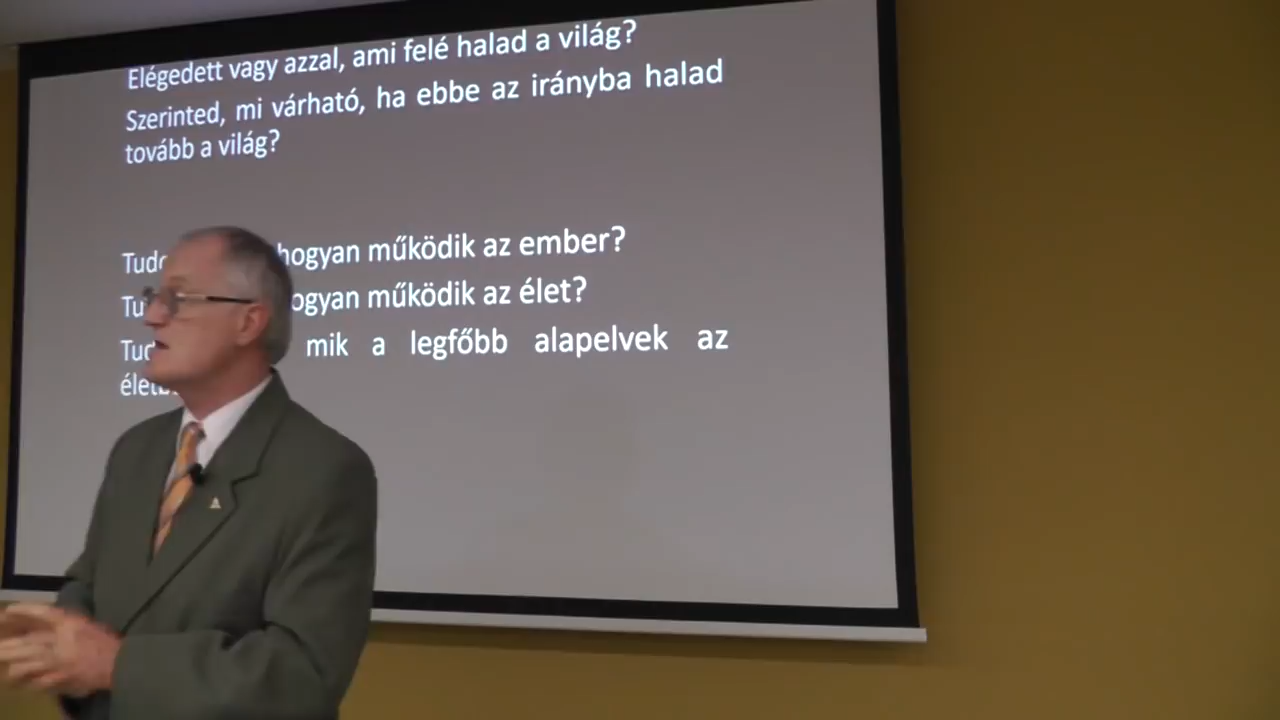 Elégedett vagy azzal, ami felé halad a világ?
Szerinted, mi várható, ha ebbe az irányba halad
tovább a világ?
hogyan működik az ember?
hogyan működik az élet?
mik a legfőbb alapelvek az